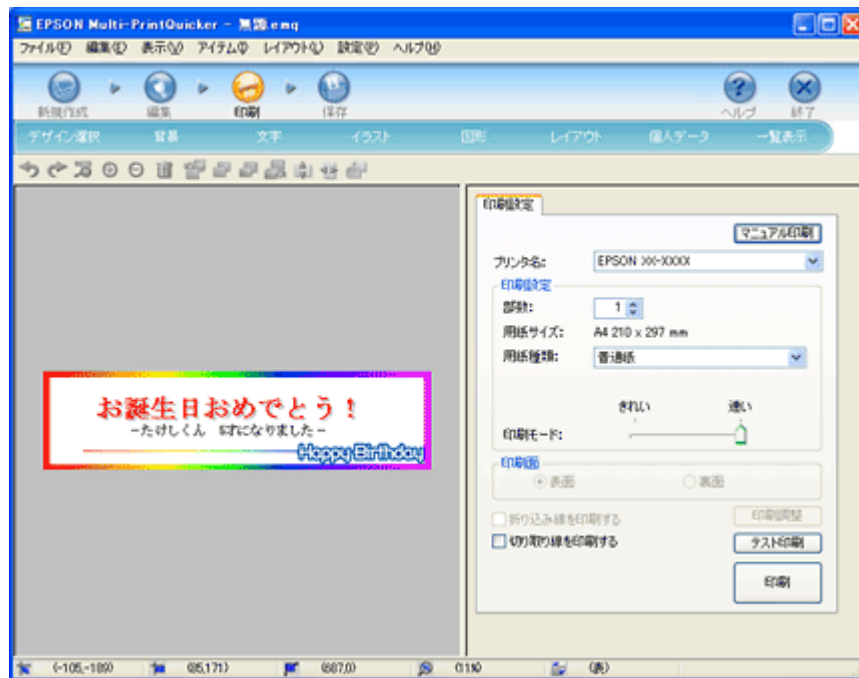 EPSON Multi-PrintQuicker - 無題.emq
ファイル(F) 編集(E) 表示(V) アイテム(I) レイアウト(L) 設定(P) ヘルプ(H)
新規作成 編集 印刷 保存 ヘルプ 終了
デザイン選択 背景 文字 イラスト 図形 レイアウト 個人データ 一覧表示
印刷設定
マニュアル印刷
プリンタ名: EPSON XX-XXXX
印刷設定
部数: 1
用紙サイズ: A4 210 x 297 mm
用紙種類: 普通紙
きれい 速い
印刷モード:
印刷面
表面 裏面
折り込み線を印刷する 印刷調整
切り取り線を印刷する テスト印刷
印刷
お誕生日おめでとう!
-たけしくん 5才になりました-
Happy Birthday
(-105,-189) (85,171) (687,0) (表)